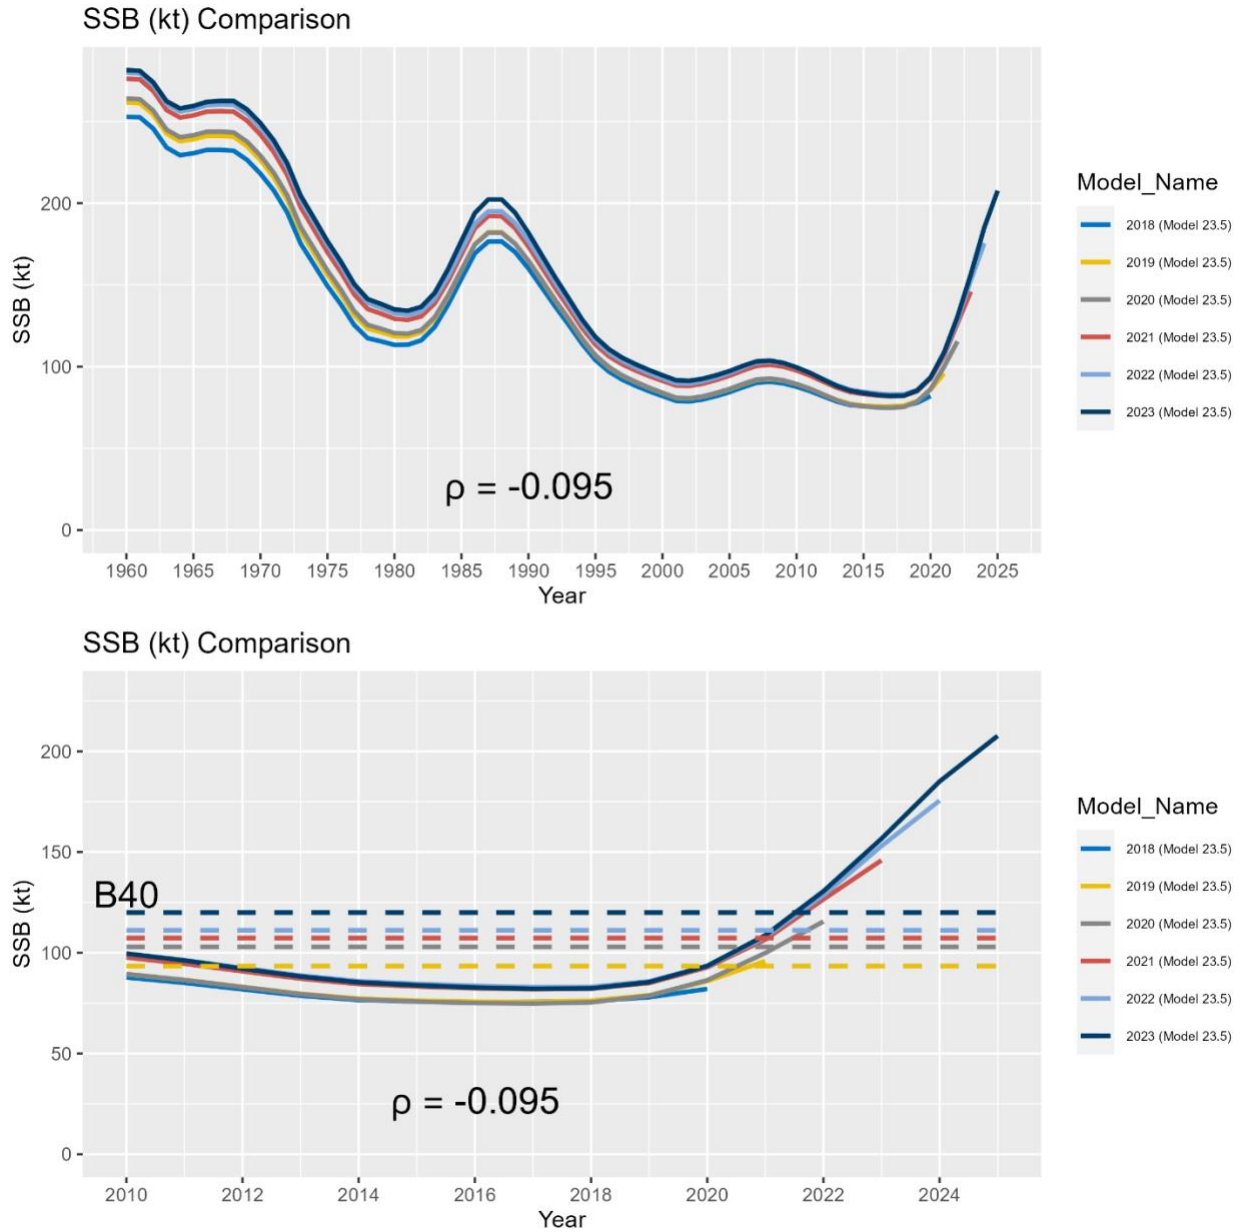 SSB (kt) Comparison
SSB (kt)
200
100
0
ρ = -0.095
1960 1965 1970 1975 1980 1985 1990 1995 2000 2005 2010 2015 2020 2025
Year
Model_Name
2018 (Model 23.5)
2019 (Model 23.5)
2020 (Model 23.5)
2021 (Model 23.5)
2022 (Model 23.5)
2023 (Model 23.5)
SSB (kt) Comparison
SSB (kt)
200
150
100
50
0
B40
ρ = -0.095
2010 2012 2014 2016 2018 2020 2022 2024
Year
Model_Name
2018 (Model 23.5)
2019 (Model 23.5)
2020 (Model 23.5)
2021 (Model 23.5)
2022 (Model 23.5)
2023 (Model 23.5)